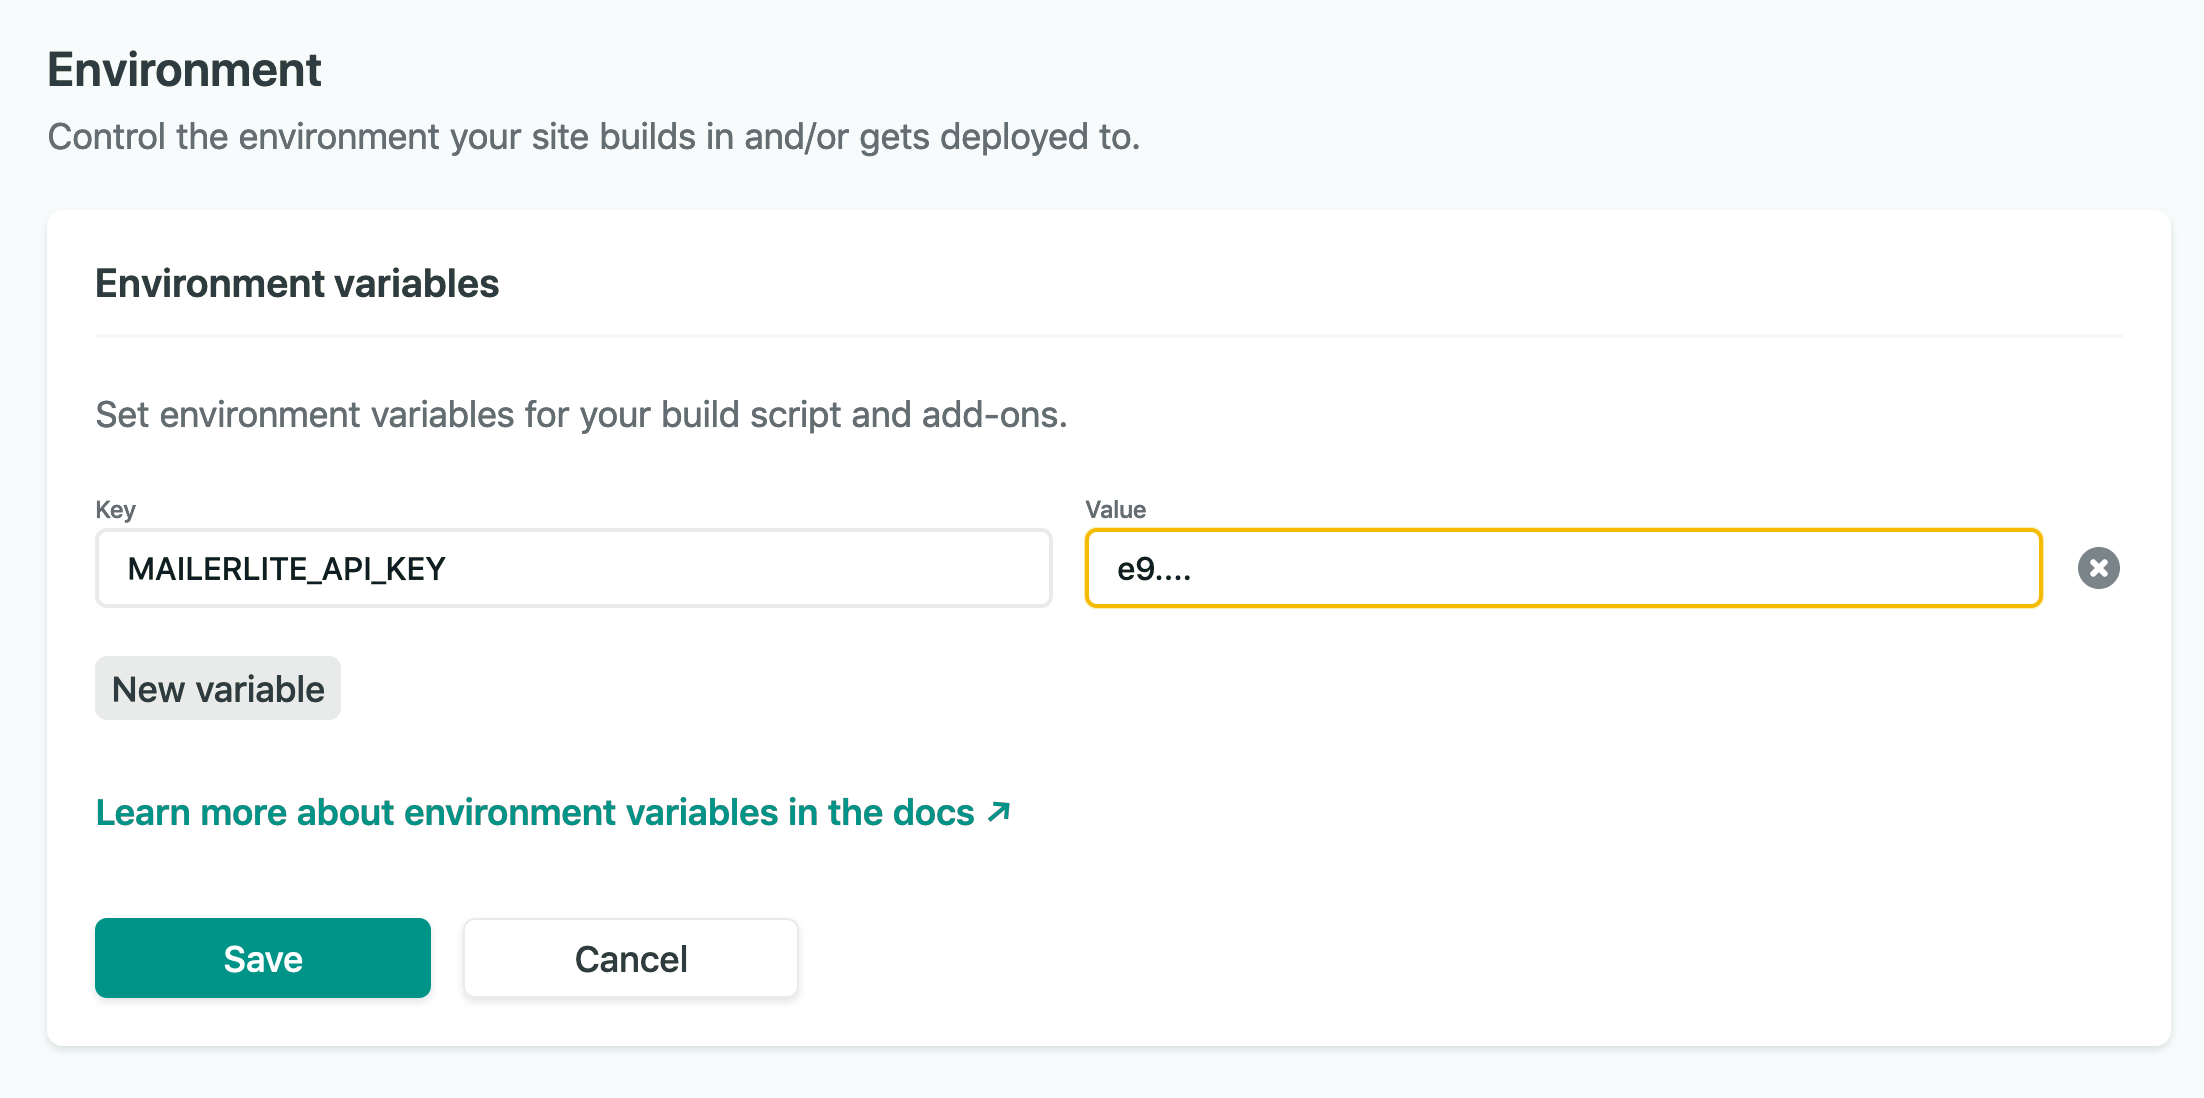 Environment
Control the environment your site builds in and/or gets deployed to.
Environment variables
Set environment variables for your build script and add-ons.
Key
Value
MAILERLITE_API_KEY
e9....
New variable
Learn more about environment variables in the docs ↗
Save
Cancel